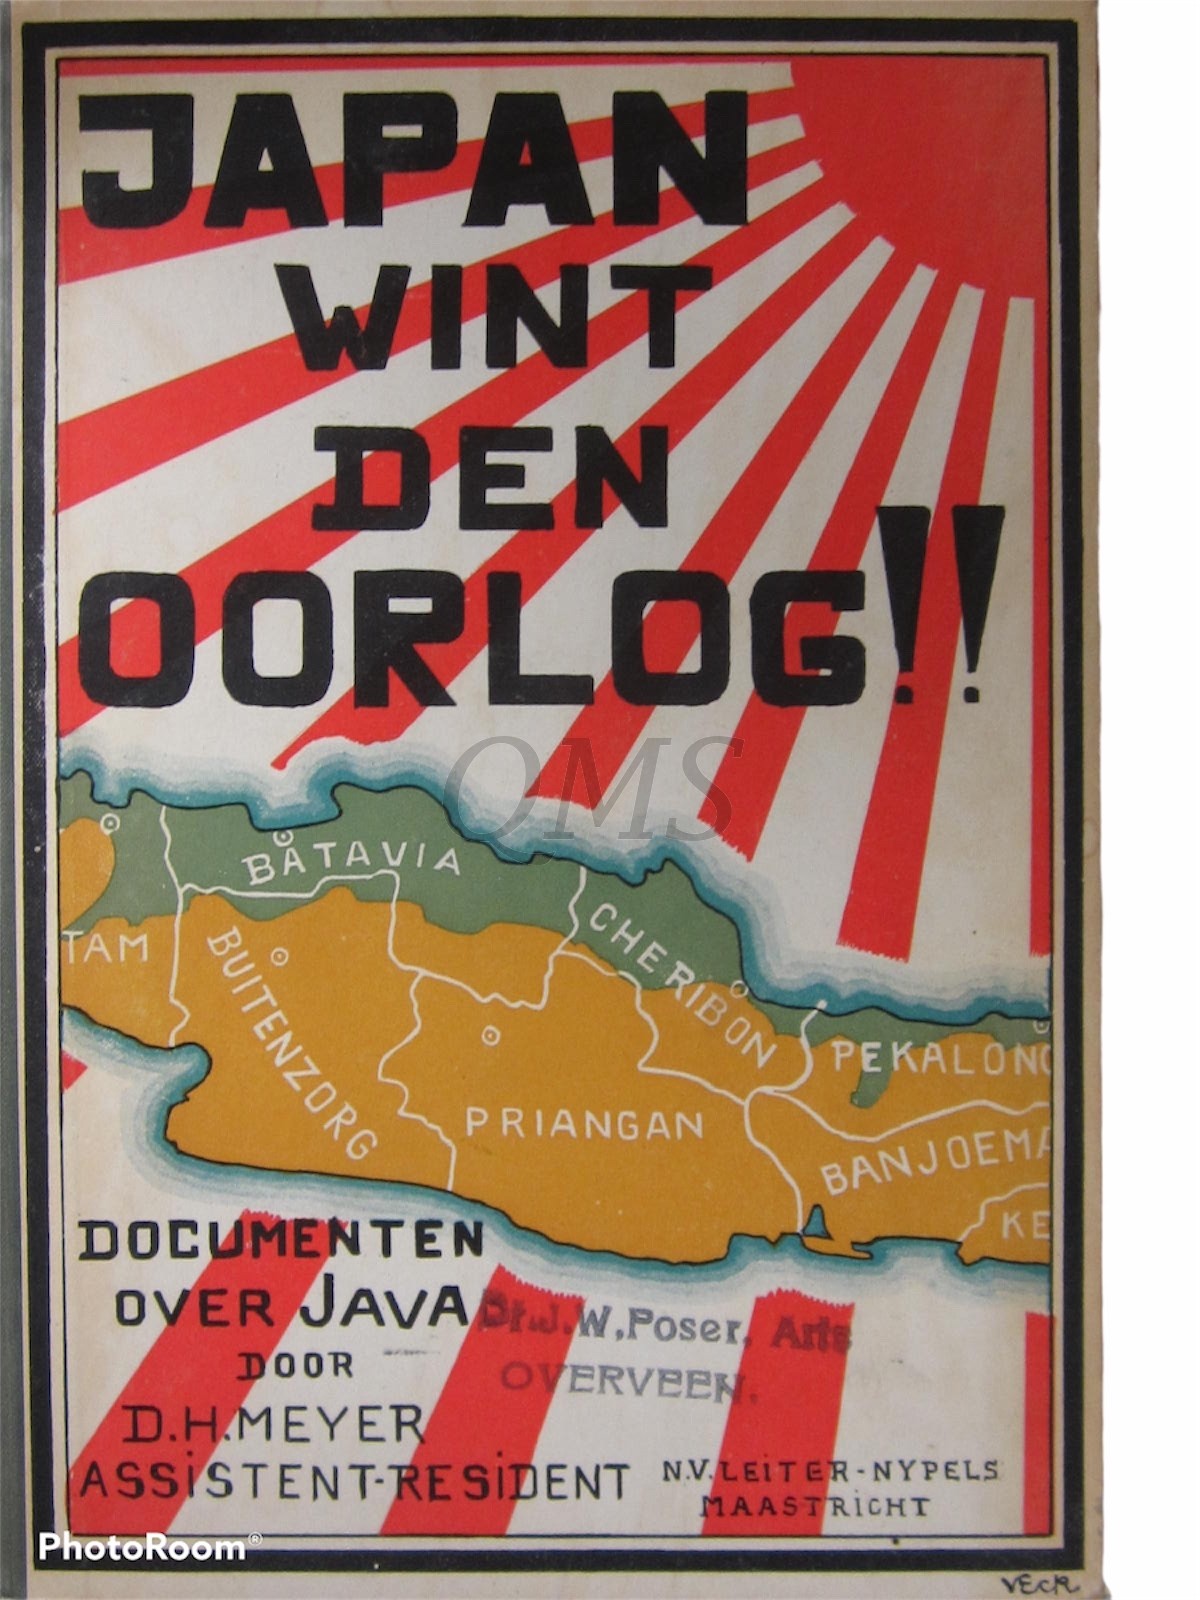 JAPAN
WINT
DEN
OORLOG!!
OMS
BATAVIA
TAM
BUITENZORG
CHERIBON
PEKALONG
PRIANGAN
BANJOEMA
KE
DOCUMENTEN
OVER JAVA
Dr.J.W.Poser, Arts
OVERVEEN.
DOOR
D.H.MEYER
ASSiSTENT-RESiDENT
N.V. LEiTER-NYPELS
MAASTRiCHT
PhotoRoom®
VECK